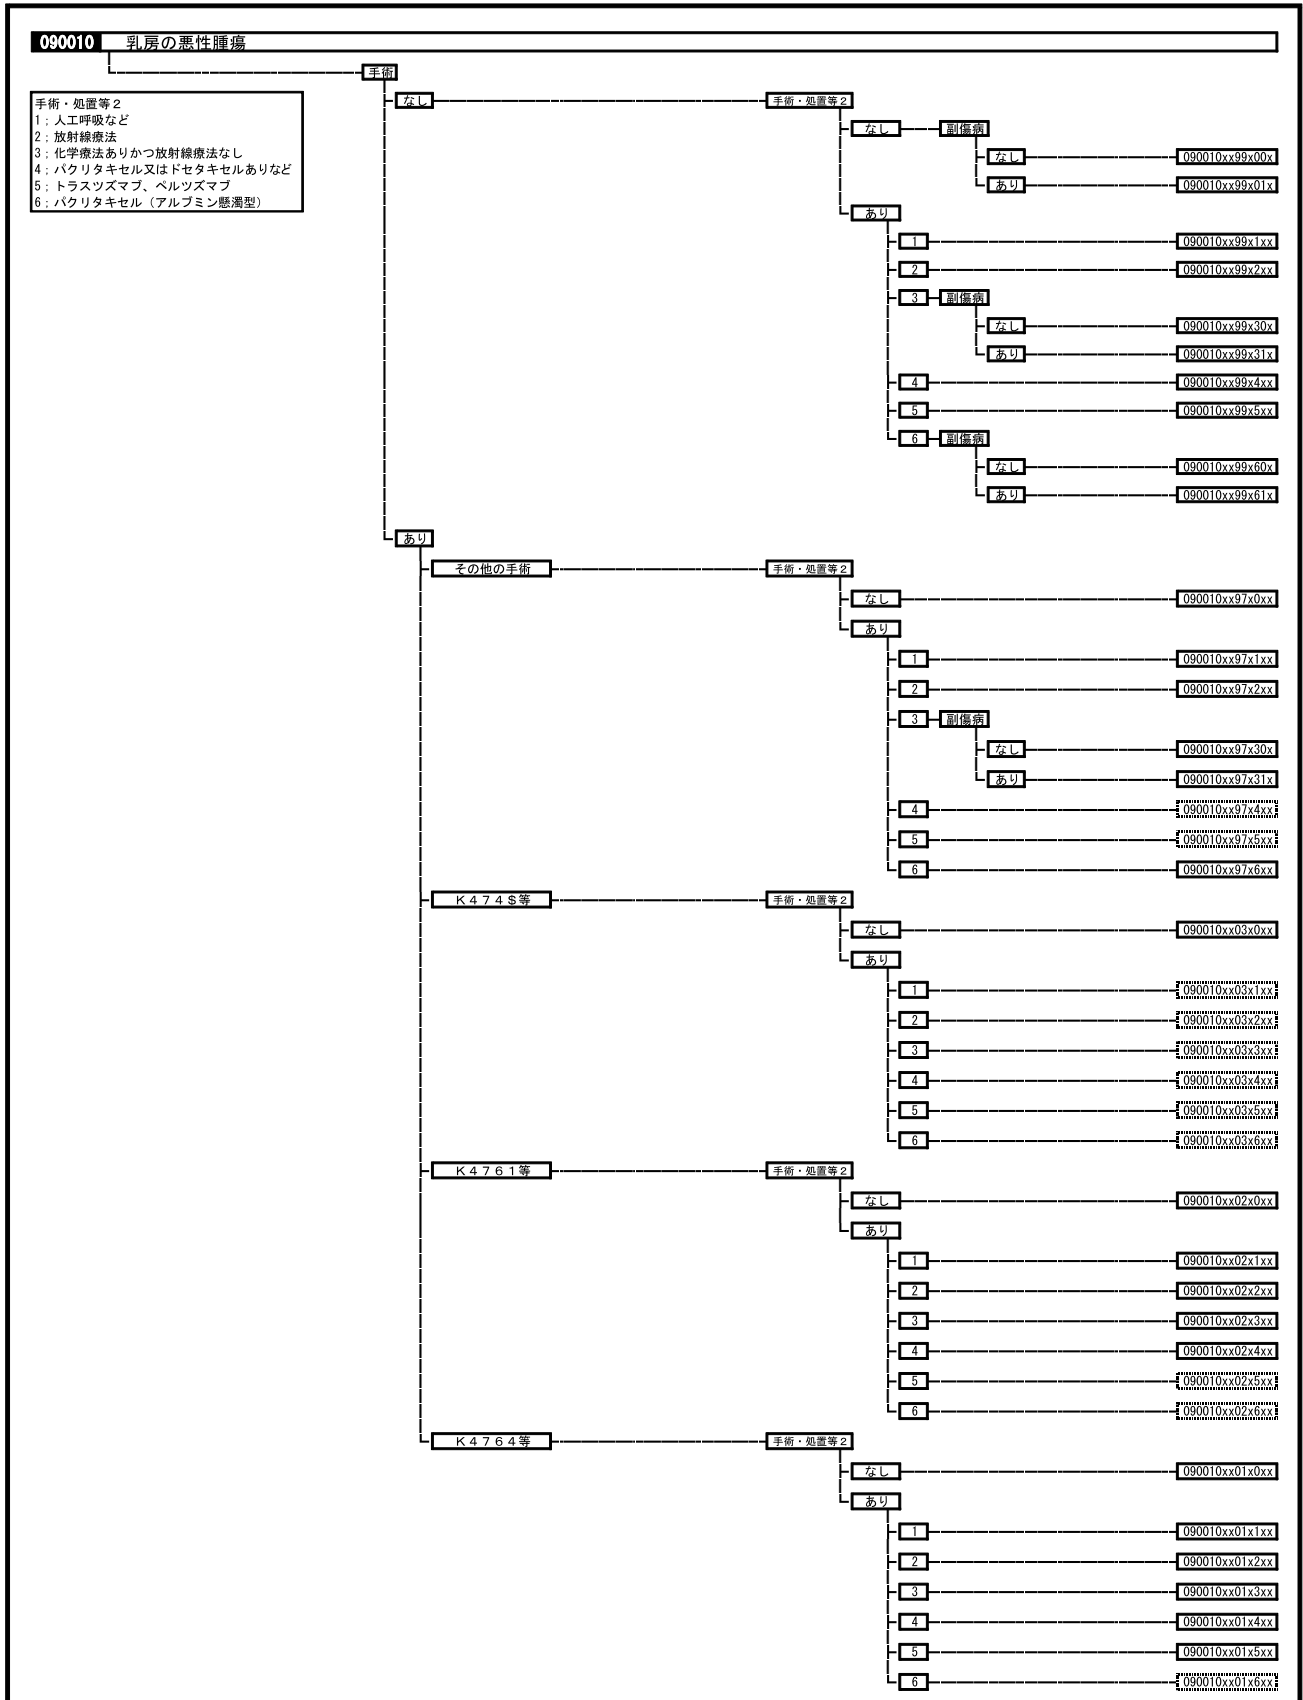 090010 乳房の悪性腫瘍
手術
手術・処置等２
1；人工呼吸など
2；放射線療法
3；化学療法ありかつ放射線療法なし
4；パクリタキセル又はドセタキセルありなど
5；トラスツズマブ、ペルツズマブ
6；パクリタキセル（アルブミン懸濁型）
なし 手術・処置等２
なし 副傷病
なし 090010xx99x00x
あり 090010xx99x01x
あり
1 090010xx99x1xx
2 090010xx99x2xx
3 副傷病
なし 090010xx99x30x
あり 090010xx99x31x
4 090010xx99x4xx
5 090010xx99x5xx
6 副傷病
なし 090010xx99x60x
あり 090010xx99x61x
あり
その他の手術 手術・処置等２
なし 090010xx97x0xx
あり
1 090010xx97x1xx
2 090010xx97x2xx
3 副傷病
なし 090010xx97x30x
あり 090010xx97x31x
4 090010xx97x4xx
5 090010xx97x5xx
6 090010xx97x6xx
Ｋ４７４＄等 手術・処置等２
なし 090010xx03x0xx
あり
1 090010xx03x1xx
2 090010xx03x2xx
3 090010xx03x3xx
4 090010xx03x4xx
5 090010xx03x5xx
6 090010xx03x6xx
Ｋ４７６１等 手術・処置等２
なし 090010xx02x0xx
あり
1 090010xx02x1xx
2 090010xx02x2xx
3 090010xx02x3xx
4 090010xx02x4xx
5 090010xx02x5xx
6 090010xx02x6xx
Ｋ４７６４等 手術・処置等２
なし 090010xx01x0xx
あり
1 090010xx01x1xx
2 090010xx01x2xx
3 090010xx01x3xx
4 090010xx01x4xx
5 090010xx01x5xx
6 090010xx01x6xx